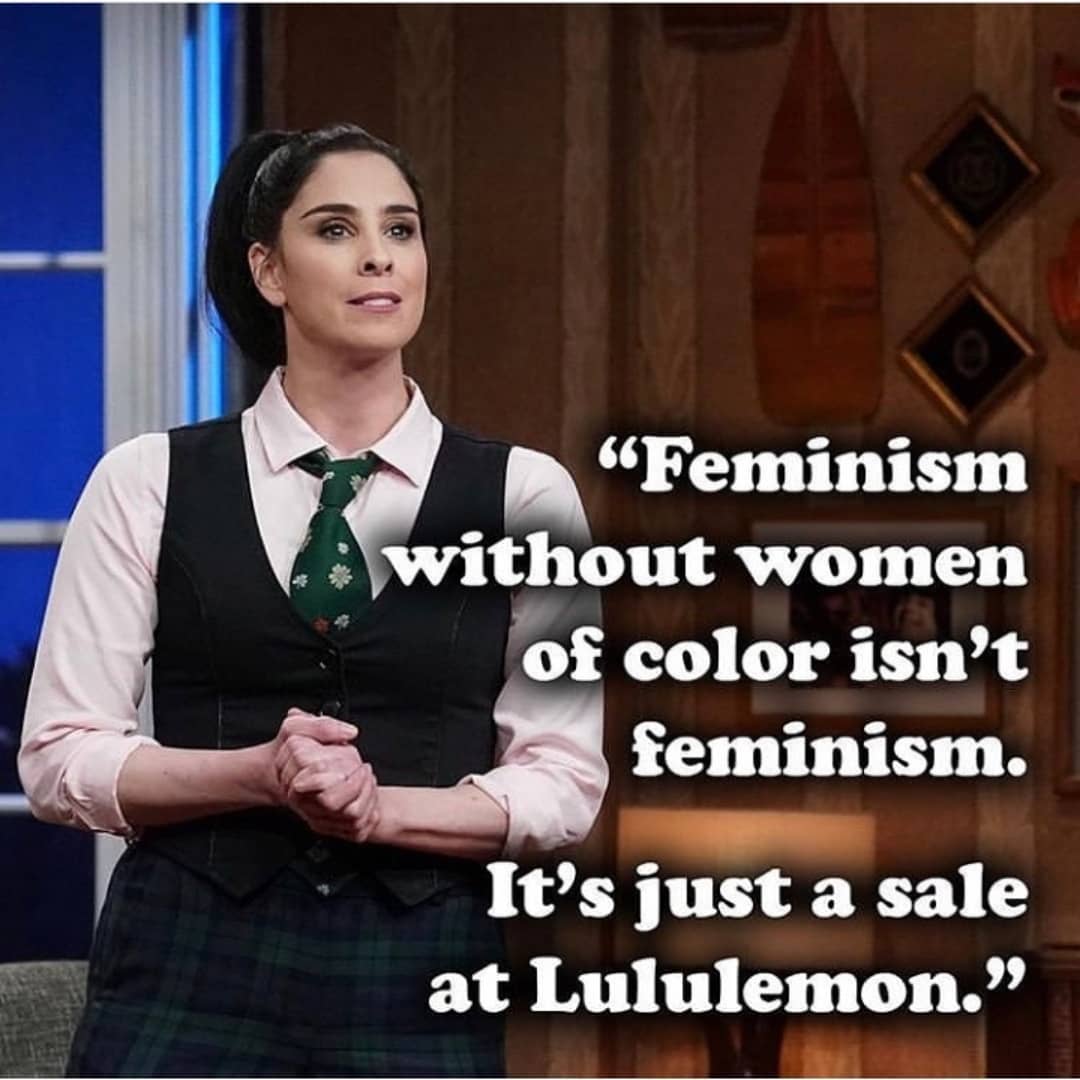 “Feminism
without women
of color isn’t
feminism.
It’s just a sale
at Lululemon.”